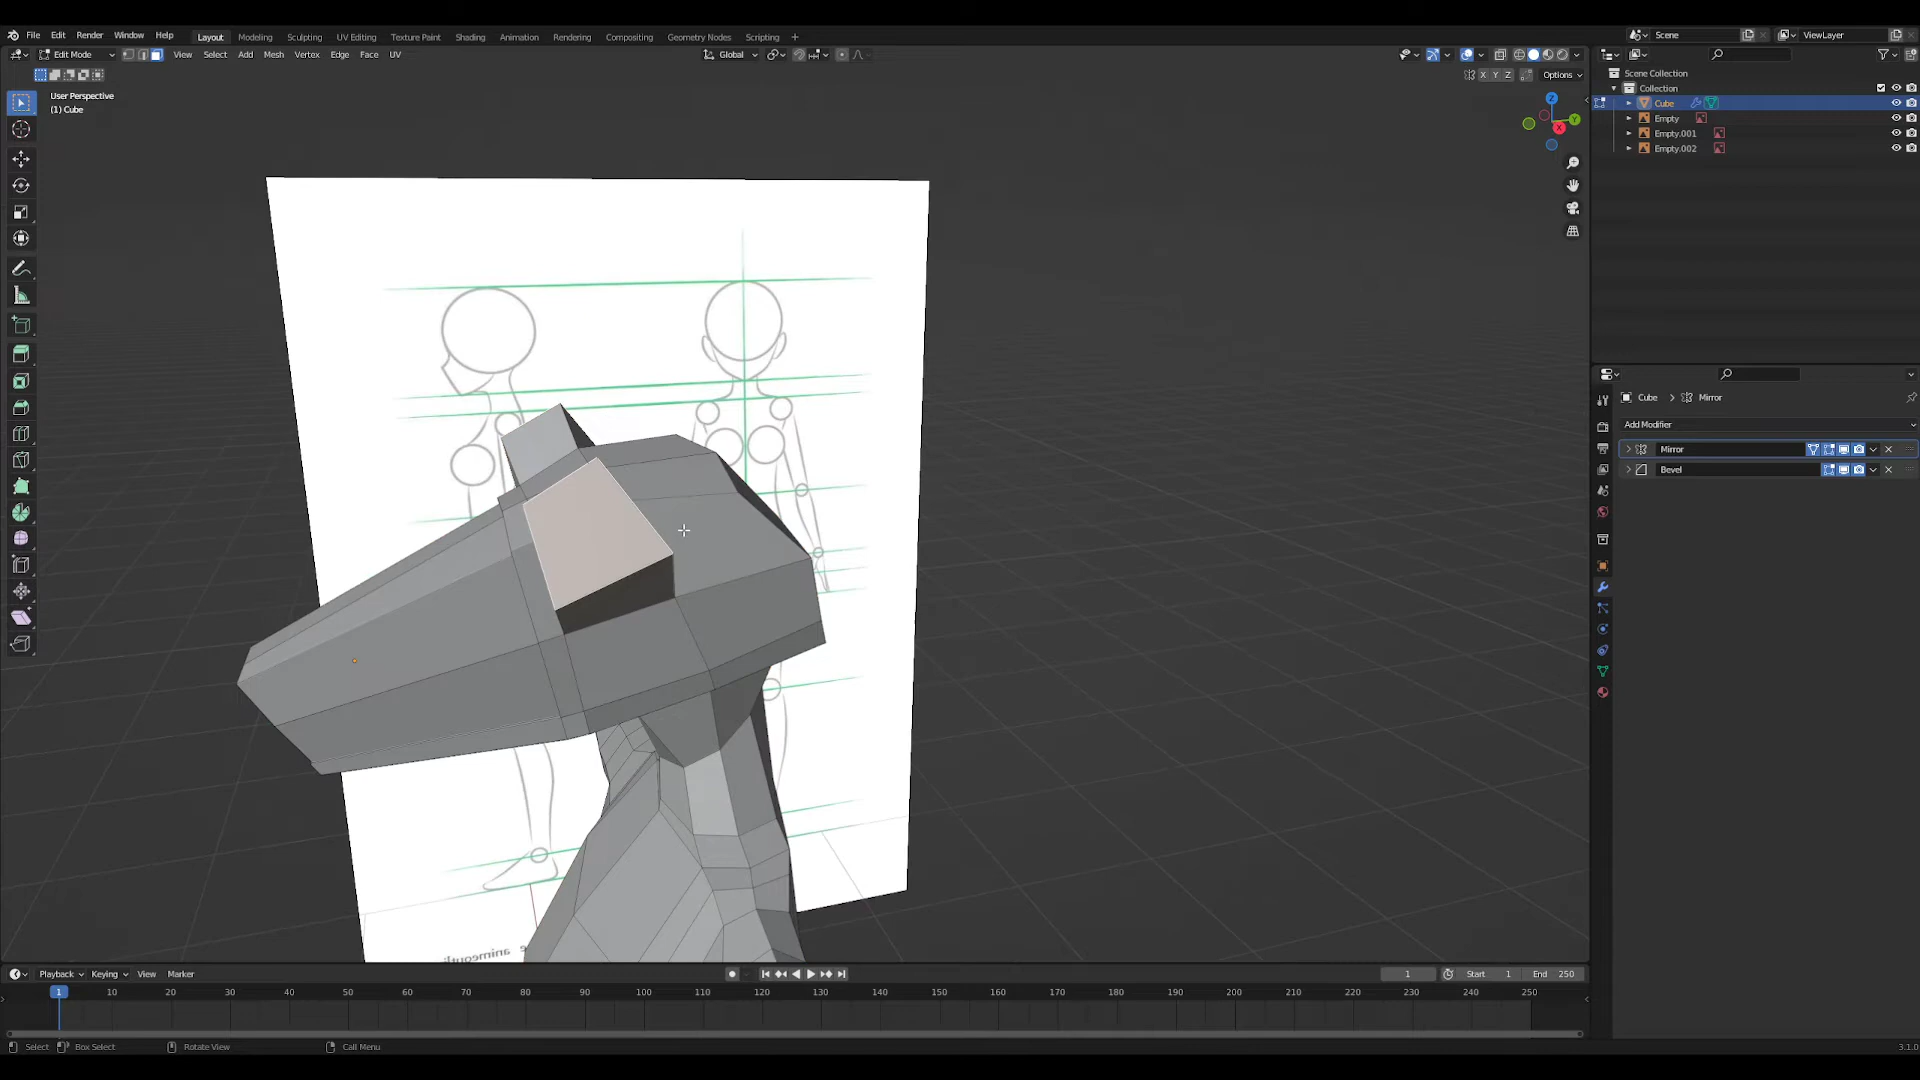 File Edit Render Window Help Layout Modeling Sculpting UV Editing Texture Paint Shading Animation Rendering Compositing Geometry Nodes Scripting + Scene ViewLayer
Edit Mode View Select Add Mesh Vertex Edge Face UV Global
X Y Z Options
User Perspective
(1) Cube
Scene Collection
Collection
Cube
Empty
Empty.001
Empty.002
Z
Y
X
Cube > Mirror
Add Modifier
Mirror
Bevel
Playback Keying View Marker 1 Start 1 End 250
1 10 20 30 40 50 60 70 80 90 100 110 120 130 140 150 160 170 180 190 200 210 220 230 240 250
Select Box Select Rotate View Call Menu 3.1.0